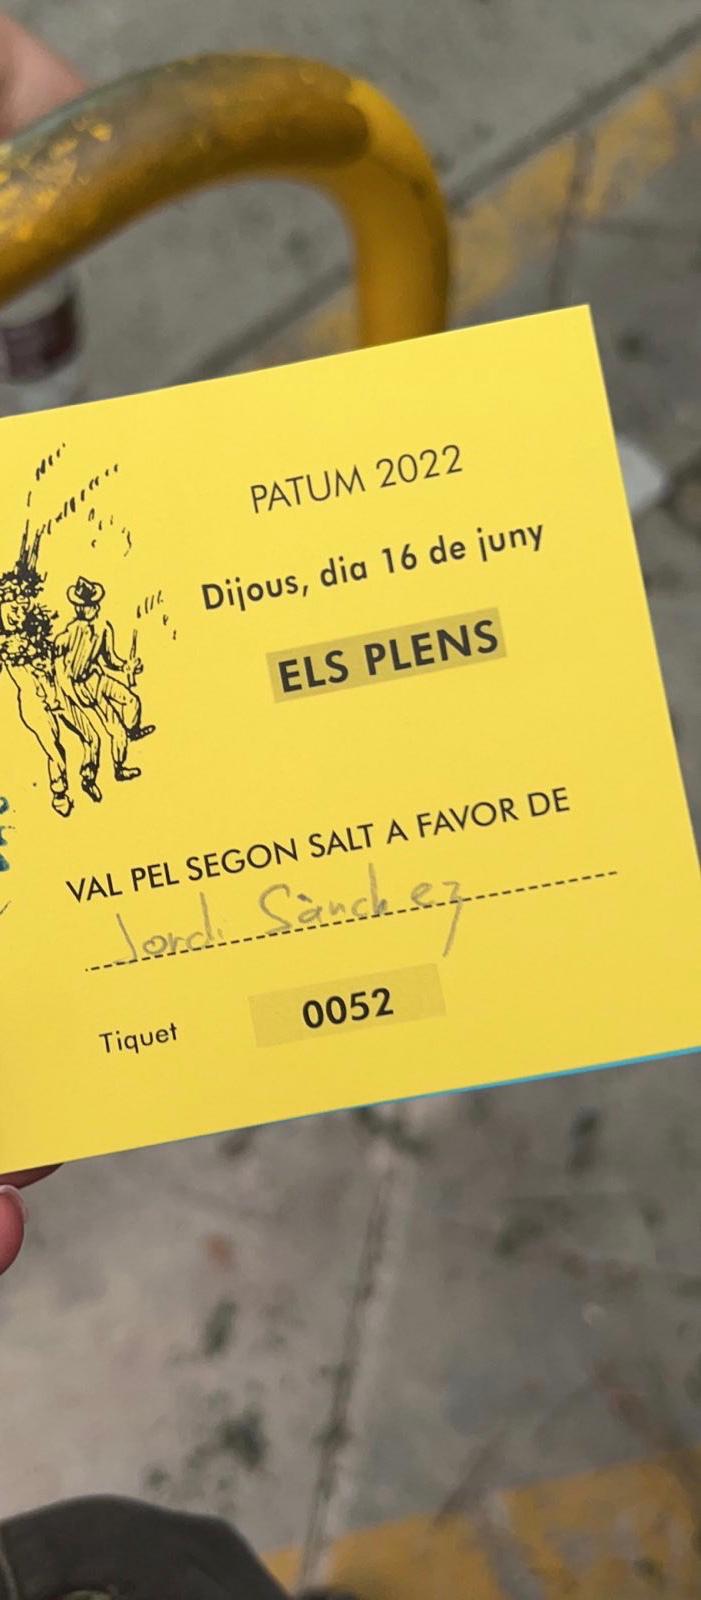 PATUM 2022
Dijous, dia 16 de juny
ELS PLENS
VAL PEL SEGON SALT A FAVOR DE
Jordi Sànchez
Tiquet 0052